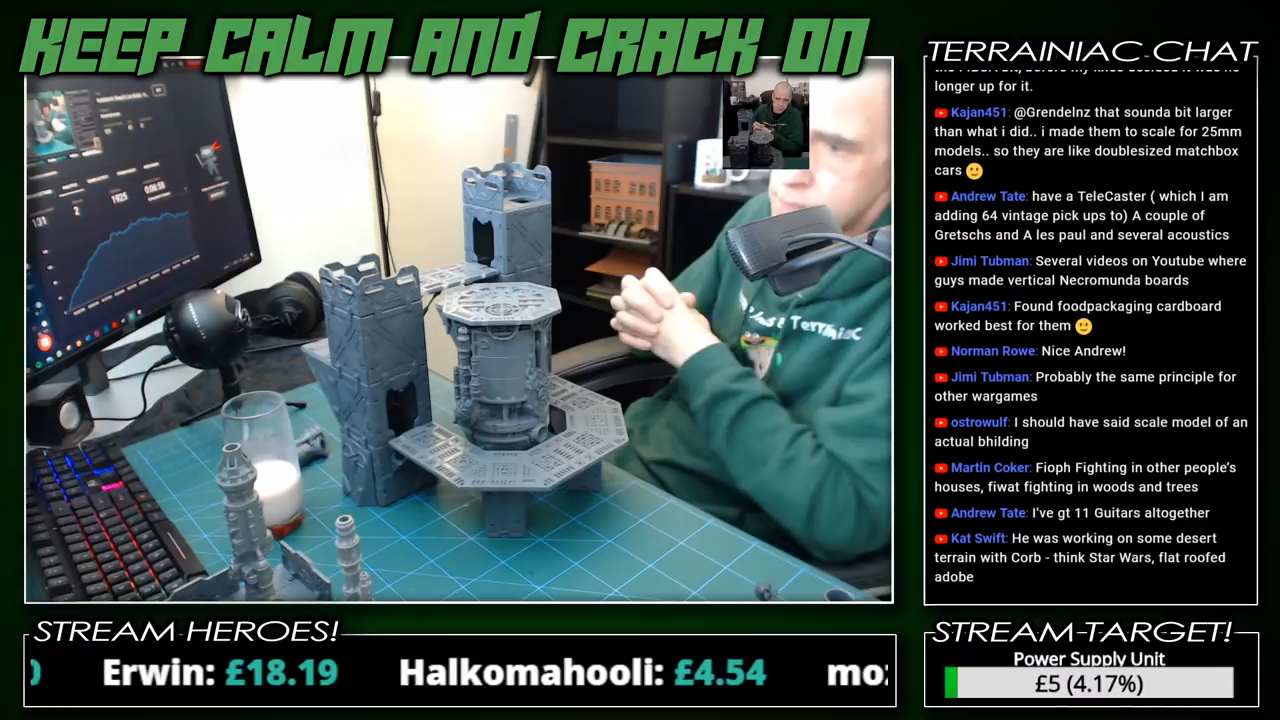 KEEP CALM AND CRACK ON
TERRAINIAC CHAT
longer up for it.
Kajan451: @Grendelnz that sounda bit larger
than what i did.. i made them to scale for 25mm
models.. so they are like doublesized matchbox
cars 🙂
Andrew Tate: have a TeleCaster ( which I am
adding 64 vintage pick ups to) A couple of
Gretschs and A les paul and several acoustics
Jimi Tubman: Several videos on Youtube where
guys made vertical Necromunda boards
Kajan451: Found foodpackaging cardboard
worked best for them 🙂
Norman Rowe: Nice Andrew!
Jimi Tubman: Probably the same principle for
other wargames
ostrowulf: I should have said scale model of an
actual bhilding
Martin Coker: Fioph Fighting in other people's
houses, fiwat fighting in woods and trees
Andrew Tate: I've gt 11 Guitars altogether
Kat Swift: He was working on some desert
terrain with Corb - think Star Wars, flat roofed
adobe
STREAM HEROES!
Erwin: £18.19 Halkomahooli: £4.54
STREAM TARGET!
Power Supply Unit
£5 (4.17%)